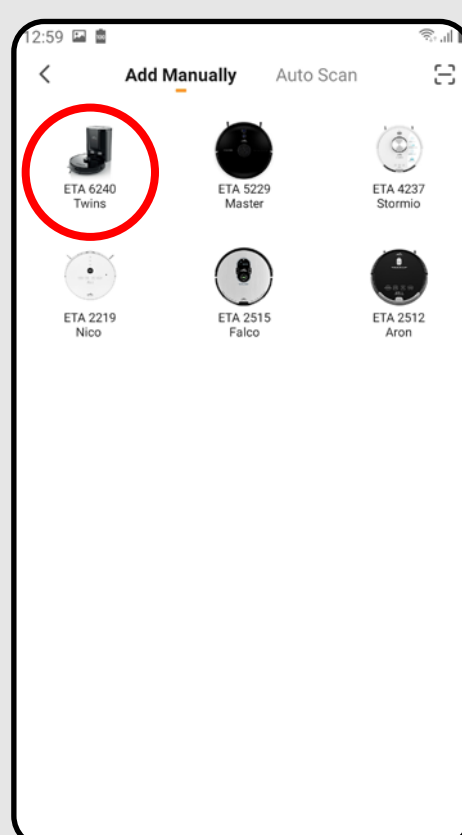 12:59
Add Manually Auto Scan
ETA 6240 ETA 5229 ETA 4237
Twins Master Stormio
ETA 2219 ETA 2515 ETA 2512
Nico Falco Aron